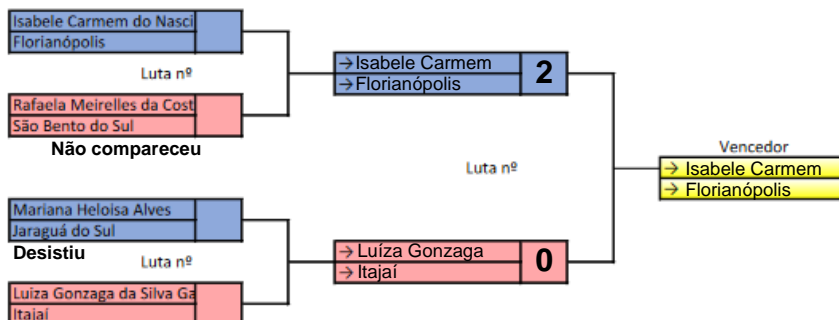 Isabele Carmem do Nasci
Florianópolis
Luta nº
Rafaela Meirelles da Cost
São Bento do Sul
Não compareceu
→Isabele Carmem
→Florianópolis
2
Mariana Heloisa Alves
Jaraguá do Sul
Desistiu
Luta nº
Luiza Gonzaga da Silva Ga
Itajaí
→ Luíza Gonzaga
→ Itajaí
0
Luta nº
Vencedor
→ Isabele Carmem
→ Florianópolis